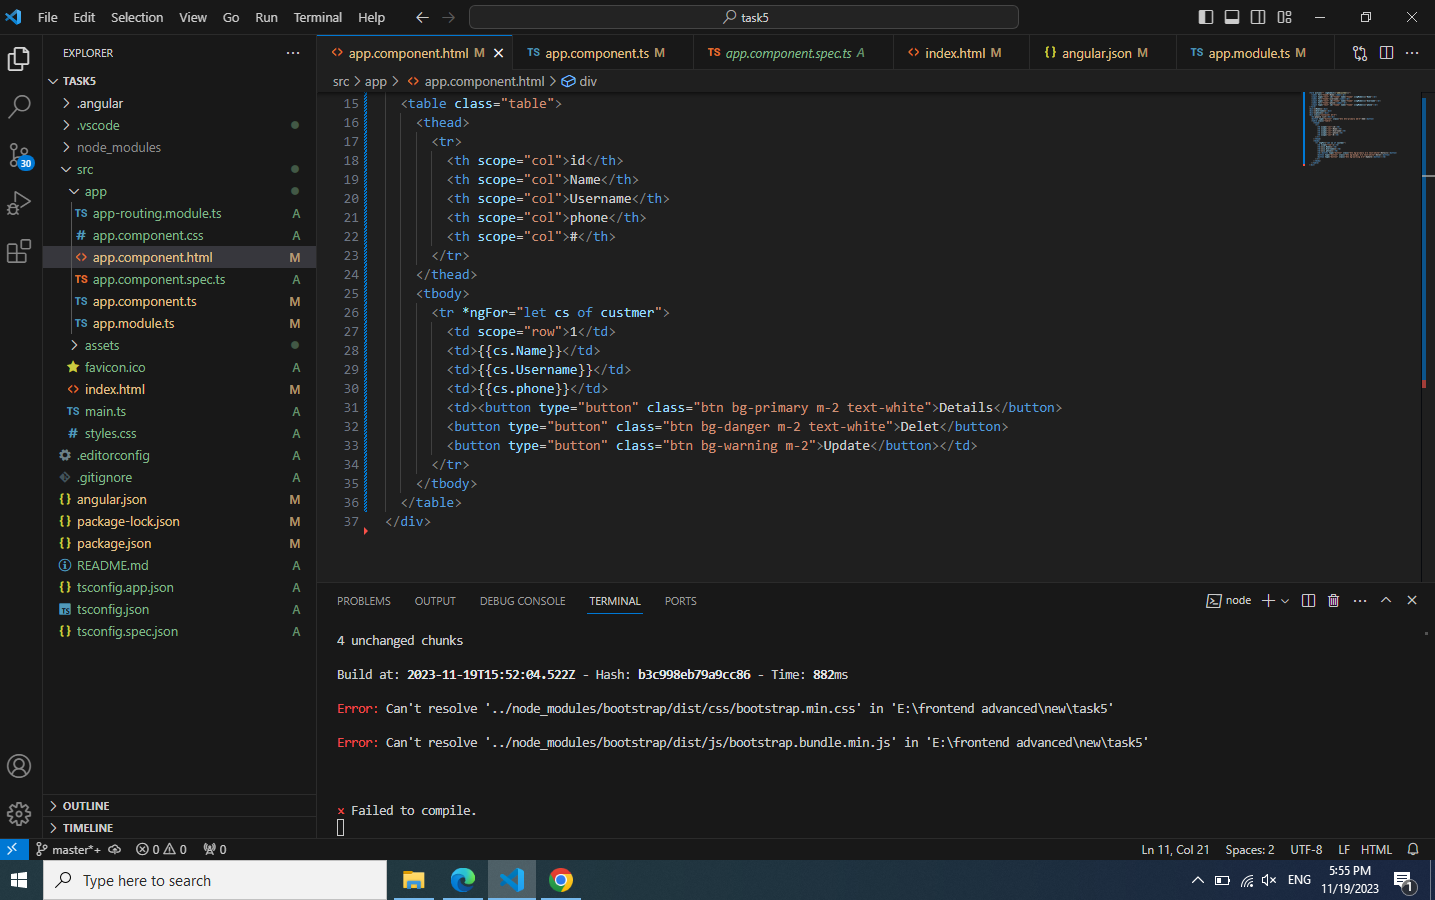 File Edit Selection View Go Run Terminal Help
task5
EXPLORER
TASK5
.angular
.vscode
node_modules
src
app
TS app-routing.module.ts A
# app.component.css A
<> app.component.html M
TS app.component.spec.ts A
TS app.component.ts M
TS app.module.ts M
assets
favicon.ico A
<> index.html M
TS main.ts A
# styles.css A
.editorconfig A
.gitignore A
{} angular.json M
{} package-lock.json M
{} package.json M
README.md A
{} tsconfig.app.json A
TS tsconfig.json A
{} tsconfig.spec.json A
OUTLINE
TIMELINE
30
<> app.component.html M
TS app.component.ts M
TS app.component.spec.ts A
<> index.html M
{} angular.json M
TS app.module.ts M
src > app > <> app.component.html > div
15 <table class="table">
16 <thead>
17 <tr>
18 <th scope="col">id</th>
19 <th scope="col">Name</th>
20 <th scope="col">Username</th>
21 <th scope="col">phone</th>
22 <th scope="col">#</th>
23 </tr>
24 </thead>
25 <tbody>
26 <tr *ngFor="let cs of custmer">
27 <td scope="row">1</td>
28 <td>{{cs.Name}}</td>
29 <td>{{cs.Username}}</td>
30 <td>{{cs.phone}}</td>
31 <td><button type="button" class="btn bg-primary m-2 text-white">Details</button>
32 <button type="button" class="btn bg-danger m-2 text-white">Delet</button>
33 <button type="button" class="btn bg-warning m-2">Update</button></td>
34 </tr>
35 </tbody>
36 </table>
37 </div>
PROBLEMS OUTPUT DEBUG CONSOLE TERMINAL PORTS
node
4 unchanged chunks
Build at: 2023-11-19T15:52:04.522Z - Hash: b3c998eb79a9cc86 - Time: 882ms
Error: Can't resolve '../node_modules/bootstrap/dist/css/bootstrap.min.css' in 'E:\frontend advanced\new\task5'
Error: Can't resolve '../node_modules/bootstrap/dist/js/bootstrap.bundle.min.js' in 'E:\frontend advanced\new\task5'
× Failed to compile.
master*+ 0 0 0
Ln 11, Col 21 Spaces: 2 UTF-8 LF HTML
Type here to search
ENG
5:55 PM
11/19/2023
1